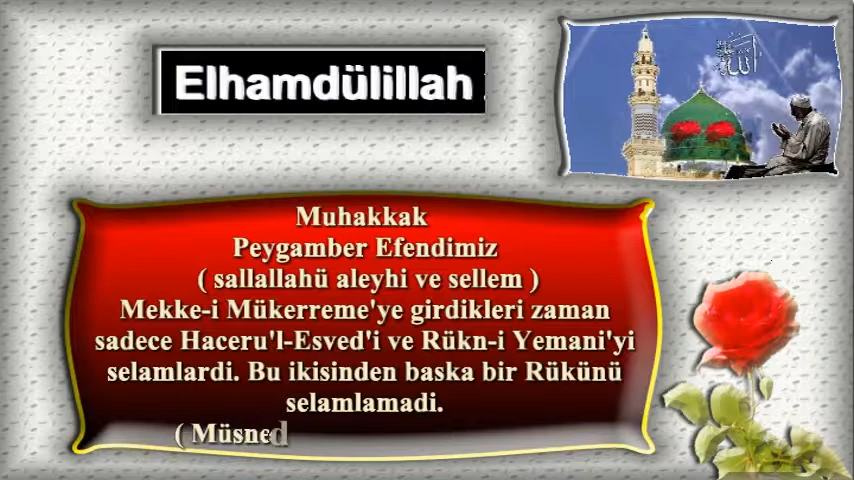 Elhamdülillah
الله
Muhakkak
Peygamber Efendimiz
( sallallahü aleyhi ve sellem )
Mekke-i Mükerreme'ye girdikleri zaman
sadece Haceru'l-Esved'i ve Rükn-i Yemani'yi
selamlardi. Bu ikisinden baska bir Rükünü
selamlamadi.
( Müsned